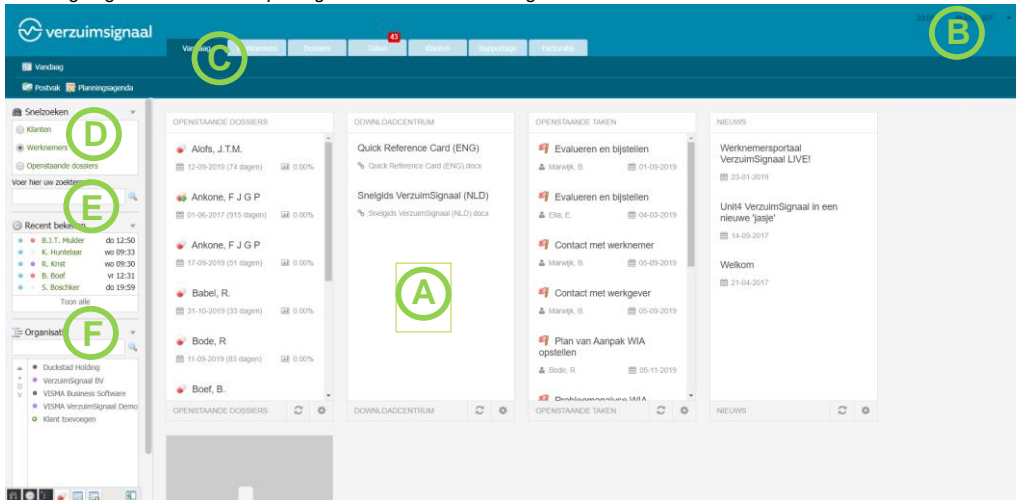 verzuimsignaal
B
43
C
Dossiers
Taken
Klanten
Rapportage
Facturatie
Vandaag
Postvak
Planningsagenda
Snelzoeken
Klanten
Werknemers
Openstaande dossiers
D
Voer hier uw
E
Recent bekeken
B.J.T. Mulder do 12:50
K. Huntelaar wo 09:33
R. Krist wo 09:30
B. Boef vr 12:31
S. Boschker do 19:59
Toon alle
F
Duckstad Holding
VerzuimSignaal BV
VISMA Business Software
VISMA VerzuimSignaal Demo
Klant toevoegen
OPENSTAANDE DOSSIERS
Alofs, J.T.M.
12-09-2019 (74 dagen) 0.00%
Ankone, F J G P
01-06-2017 (915 dagen) 0.00%
Ankone, F J G P
17-09-2019 (51 dagen) 0.00%
Babel, R.
31-10-2019 (33 dagen) 0.00%
Bode, R
11-09-2019 (83 dagen) 0.00%
Boef, B.
OPENSTAANDE DOSSIERS
DOWNLOADCENTRUM
Quick Reference Card (ENG)
Quick Reference Card (ENG).docx
Snelgids VerzuimSignaal (NLD)
Snelgids VerzuimSignaal (NLD).docx
A
DOWNLOADCENTRUM
OPENSTAANDE TAKEN
Evalueren en bijstellen
Marwijk, B. 01-09-2019
Evalueren en bijstellen
Elia, E. 04-03-2019
Contact met werknemer
Marwijk, B. 05-09-2019
Contact met werkgever
Marwijk, B. 05-09-2019
Plan van Aanpak WIA
opstellen
Bode, R 05-11-2019
Probleemanalyse WIA
OPENSTAANDE TAKEN
NIEUWS
Werknemersportaal
VerzuimSignaal LIVE!
23-01-2019
Unit4 VerzuimSignaal in een
nieuwe 'jasje'
14-09-2017
Welkom
21-04-2017
NIEUWS